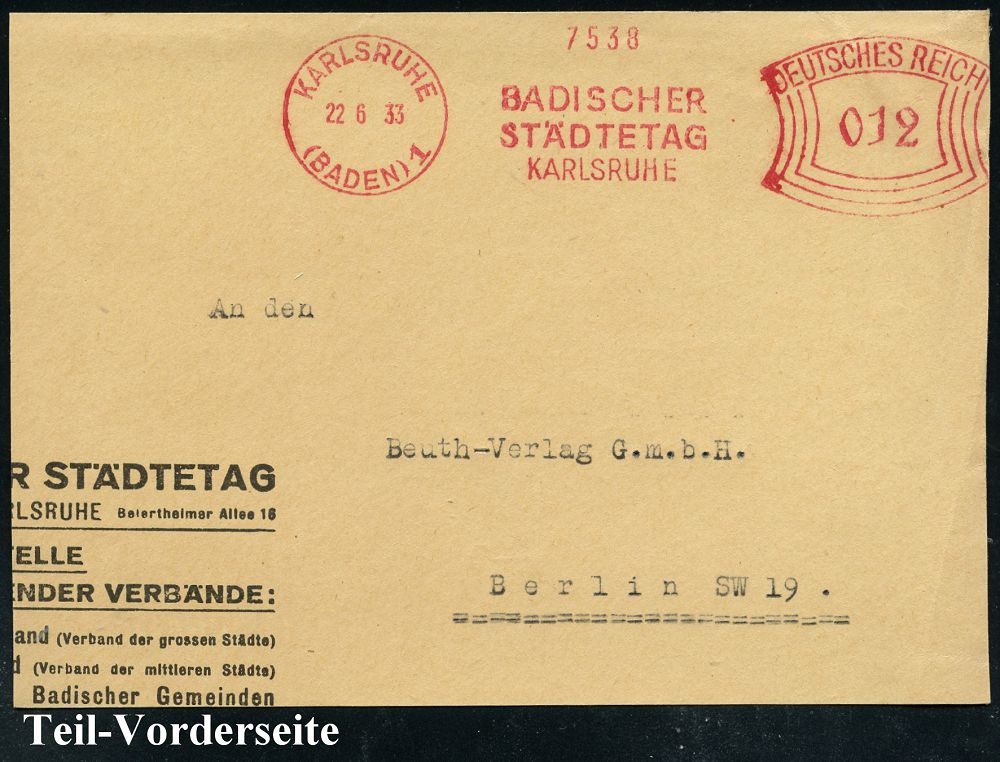 7538
KARLSRUHE
22 6 33
(BADEN) 1
BADISCHER
STÄDTETAG
KARLSRUHE
DEUTSCHES REICH
012
An den
Beuth-Verlag G.m.b.H.
Berlin SW 19 .
R STÄDTETAG
RLSRUHE Beiertheimer Allee 16
TELLE
ENDER VERBÄNDE:
and (Verband der grossen Städte)
d (Verband der mittleren Städte)
Badischer Gemeinden
Teil-Vorderseite